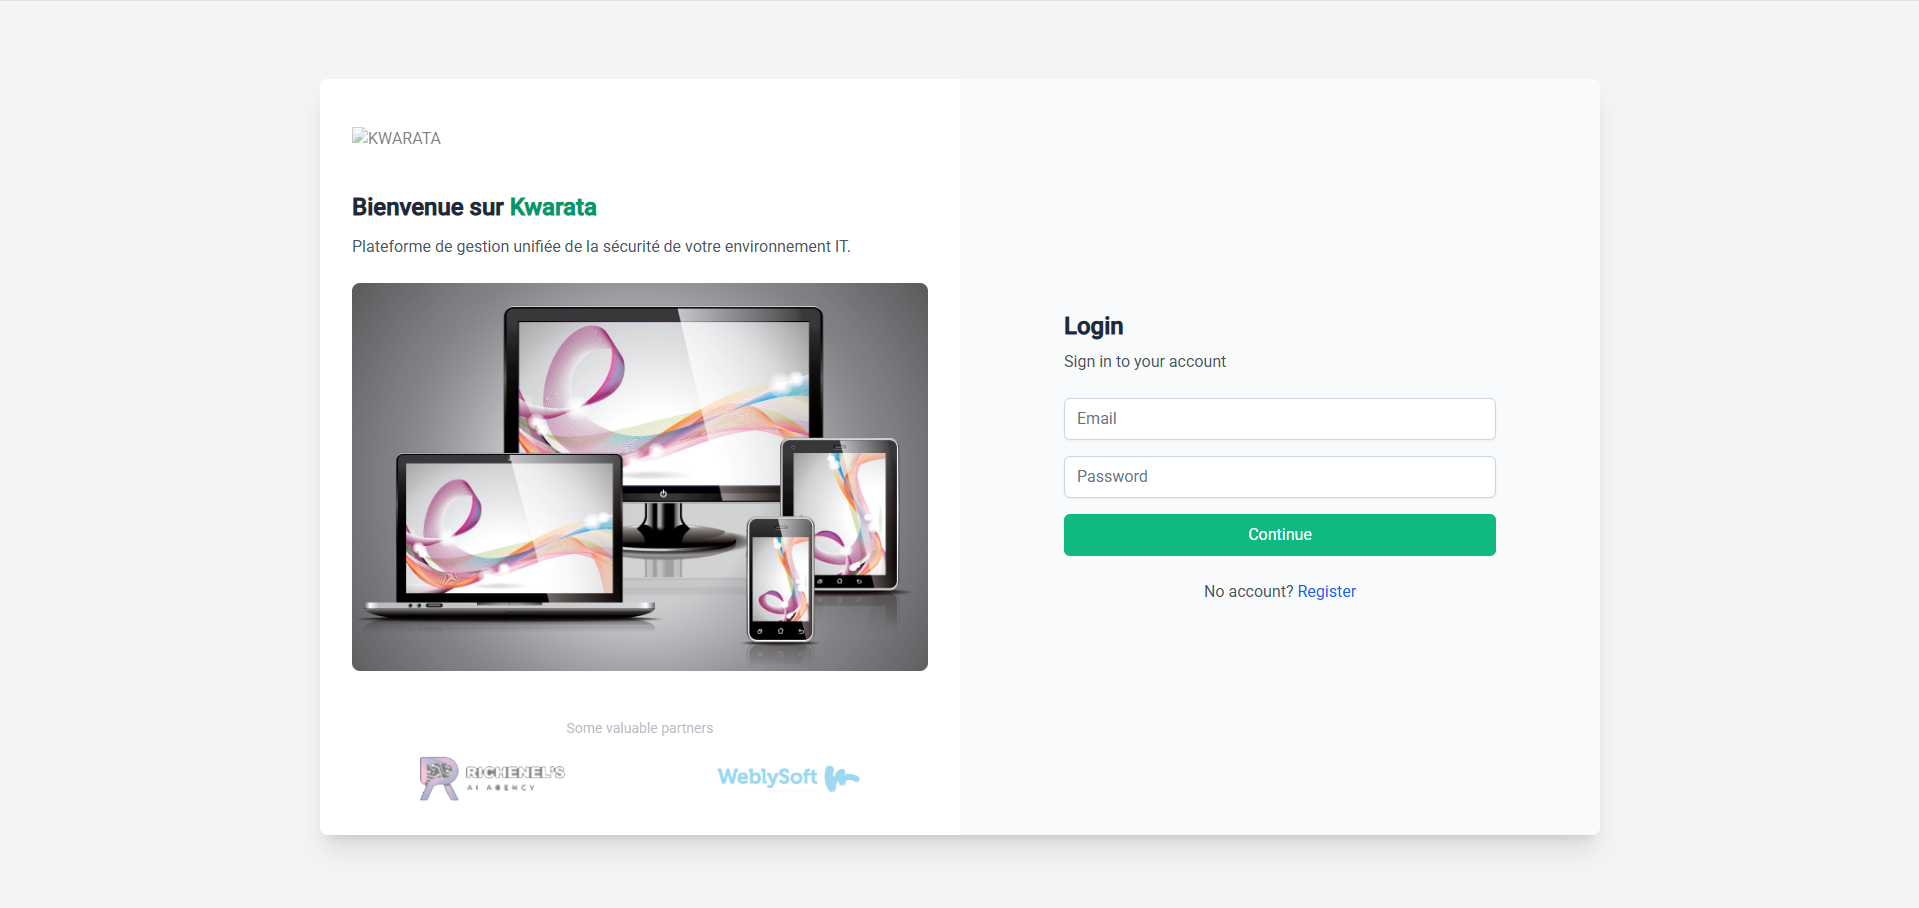 KWARATA
Bienvenue sur Kwarata
Plateforme de gestion unifiée de la sécurité de votre environnement IT.
Some valuable partners
RICHENEL'S
AI AGENCY
WeblySoft
Login
Sign in to your account
Email
Password
Continue
No account? Register